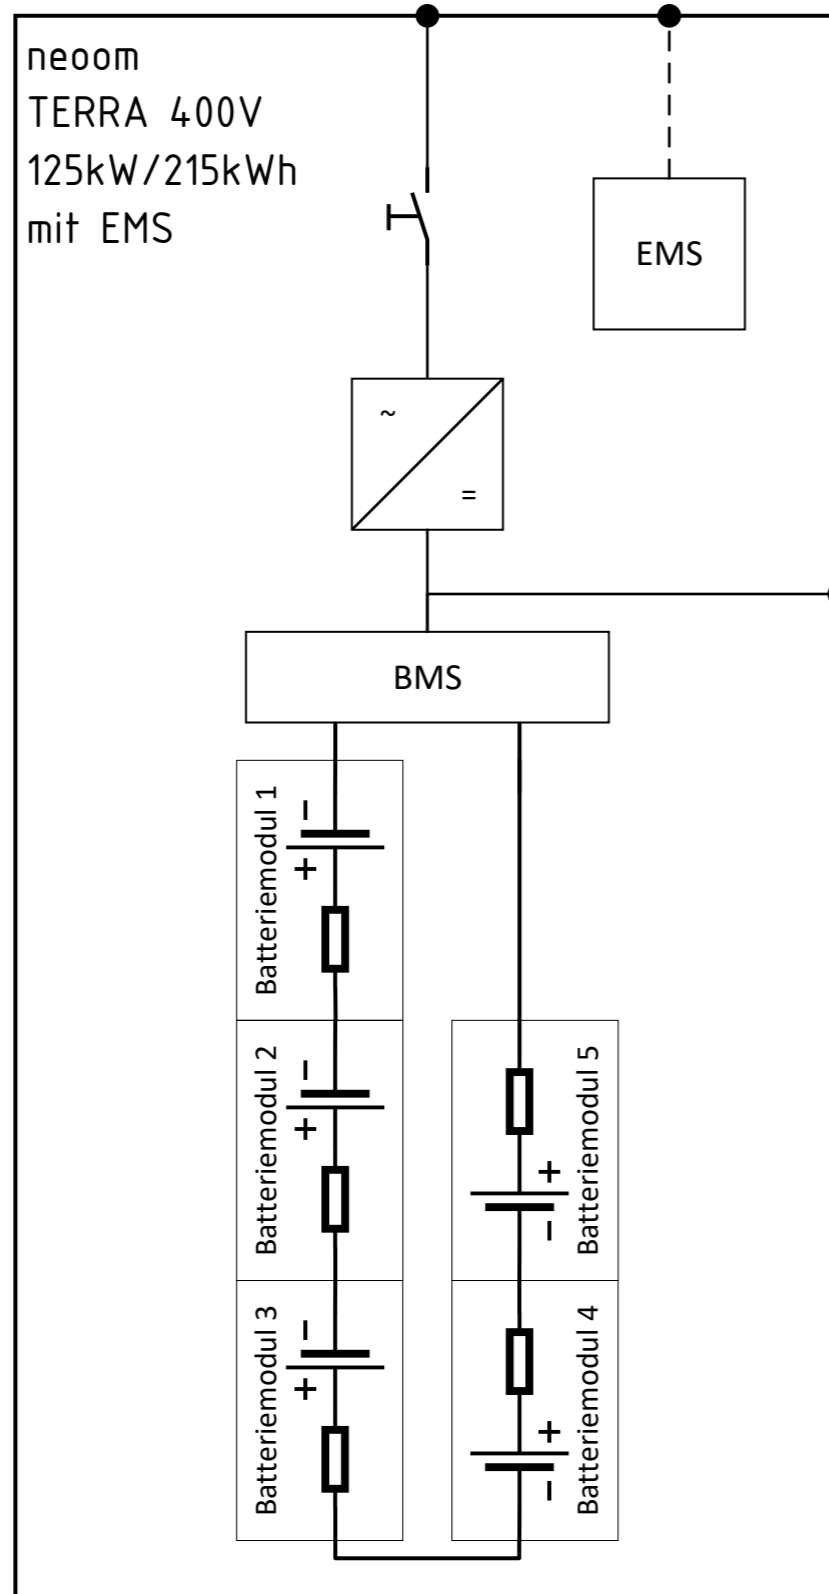 neoom
TERRA 400V
125kW/215kWh
mit EMS
EMS
~
=
BMS
Batteriemodul 1
-
+
Batteriemodul 2
-
+
Batteriemodul 3
-
+
Batteriemodul 5
+
-
Batteriemodul 4
+
-